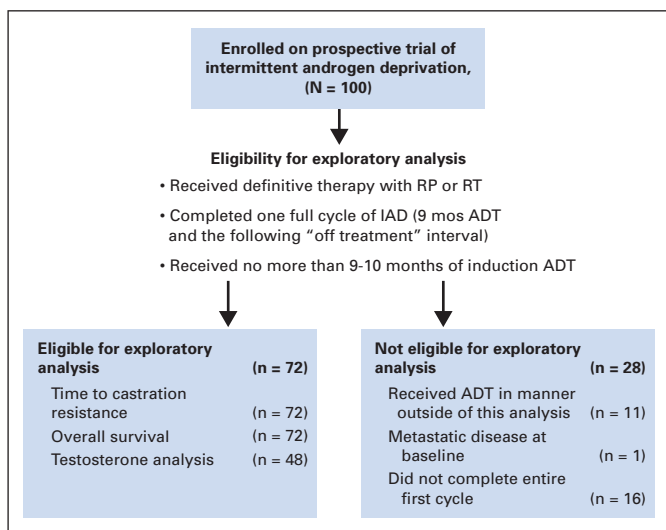 Enrolled on prospective trial of
intermittent androgen deprivation,
(N = 100)
Eligibility for exploratory analysis
• Received definitive therapy with RP or RT
• Completed one full cycle of IAD (9 mos ADT
and the following “off treatment” interval)
• Received no more than 9-10 months of induction ADT
Eligible for exploratory
analysis (n = 72)
Time to castration
resistance (n = 72)
Overall survival (n = 72)
Testosterone analysis (n = 48)
Not eligible for exploratory
analysis (n = 28)
Received ADT in manner
outside of this analysis (n = 11)
Metastatic disease at
baseline (n = 1)
Did not complete entire
first cycle (n = 16)